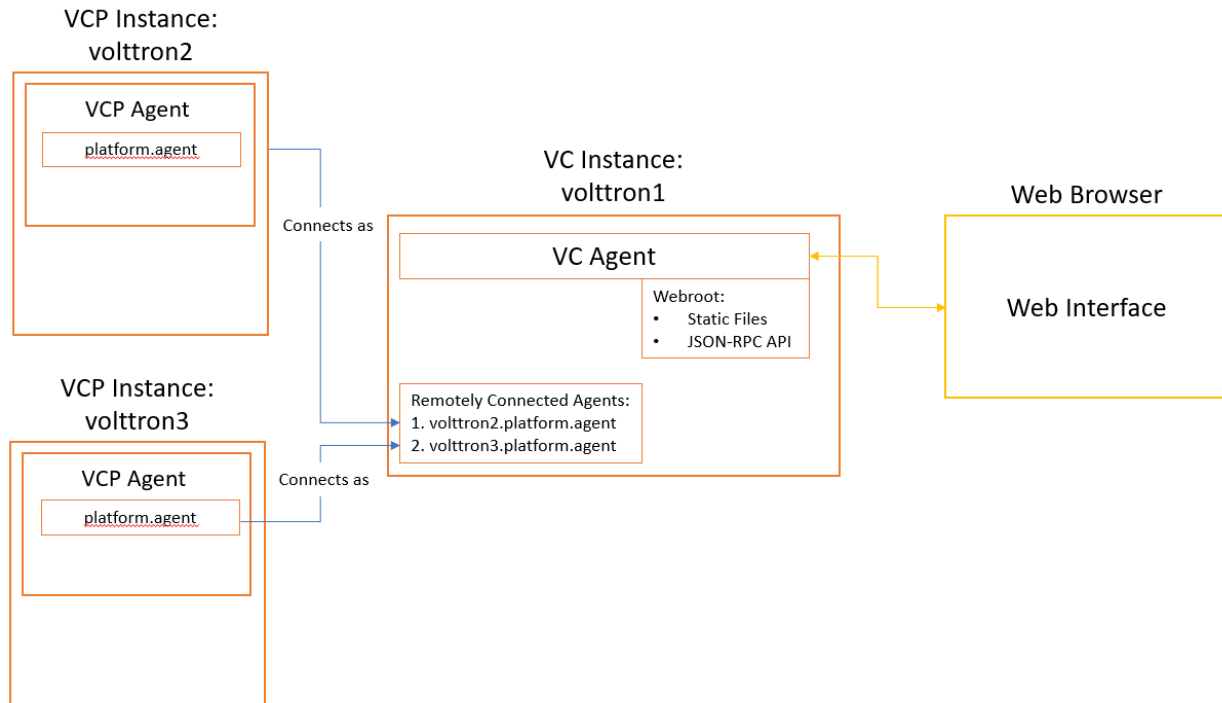 VCP Instance:
volttron2
VCP Agent
platform.agent
Connects as
VCP Instance:
volttron3
VCP Agent
platform.agent
Connects as
VC Instance:
volttron1
VC Agent
Webroot:
• Static Files
• JSON-RPC API
Remotely Connected Agents:
1. volttron2.platform.agent
2. volttron3.platform.agent
Web Browser
Web Interface